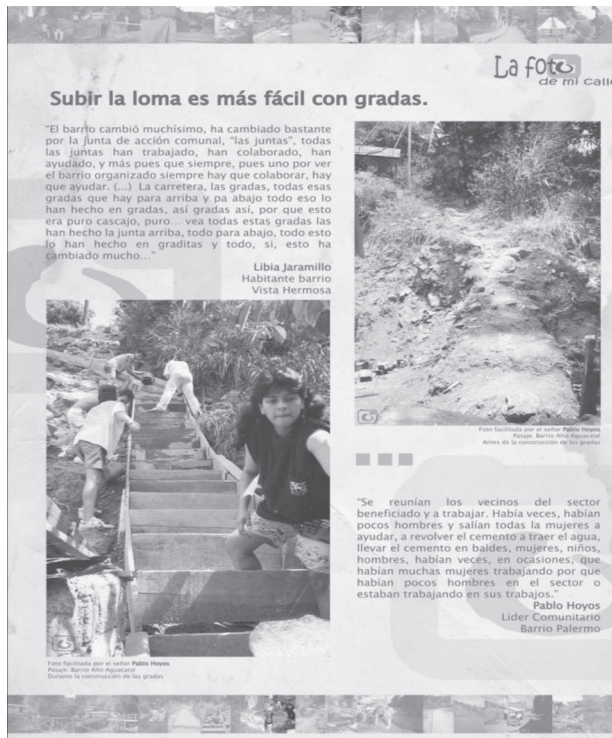 La foto
de mi calle
Subir la loma es más fácil con gradas.
"El barrio cambió muchísimo, ha cambiado bastante
por la junta de acción comunal, "las juntas", todas
las juntas han trabajado, han colaborado, han
ayudado, y más pues que siempre, pues uno por ver
el barrio organizado siempre hay que colaborar, hay
que ayudar. (...) La carretera, las gradas, todas esas
gradas que hay para arriba y pa abajo todo eso lo
han hecho en gradas, así gradas así, por que esto
era puro cascajo, puro... vea todas estas gradas las
han hecho la junta arriba, todo para abajo, todo esto
lo han hecho en graditas y todo, si, esto ha
cambiado mucho..."
Libia Jaramillo
Habitante barrio
Vista Hermosa
Foto facilitada por el señor Pablo Hoyos
Pasaje, Barrio Alto Aguacatal
Antes de la construcción de las gradas
"Se reunían los vecinos del sector
beneficiado y a trabajar. Había veces, habían
pocos hombres y salían todas la mujeres a
ayudar, a revolver el cemento a traer el agua,
llevar el cemento en baldes, mujeres, niños,
hombres, habían veces, en ocasiones, que
habían muchas mujeres trabajando por que
habían pocos hombres en el sector o
estaban trabajando en sus trabajos."
Pablo Hoyos
Lider Comunitario
Barrio Palermo
Foto facilitada por el señor Pablo Hoyos
Pasaje, Barrio Alto Aguacatal
Durante la construcción de las gradas